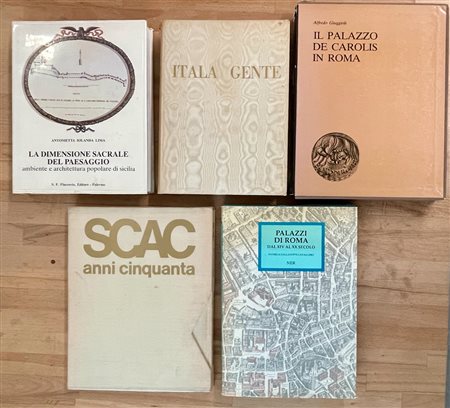 ANTONIETTA IOLANDA LIMA
LA DIMENSIONE SACRALE
DEL PAESAGGIO
ambiente e architettura popolare di sicilia
S. F. Flaccovio, Editore - Palermo
ITALA GENTE
Alfredo Giuggioli
IL PALAZZO
DE CAROLIS
IN ROMA
SCAC
anni cinquanta
PALAZZI
DI ROMA
DAL XIV AL XX SECOLO
NER